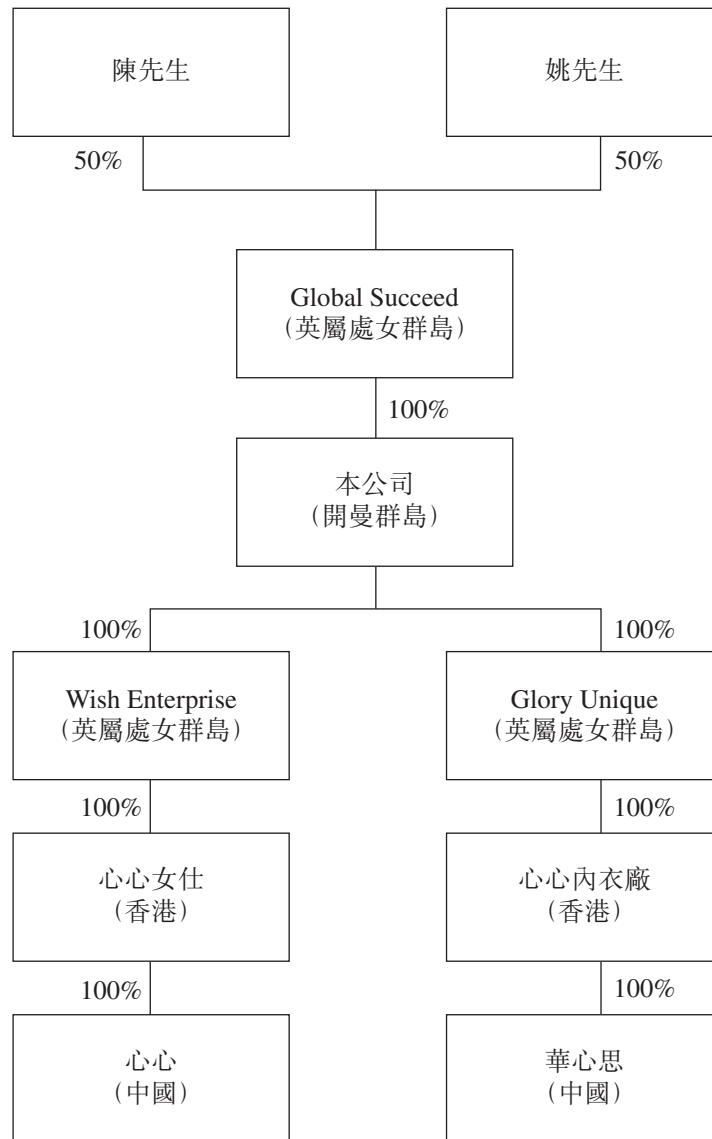 陳先生
姚先生
50%
50%
Global Succeed
(英屬處女群島)
100%
本公司
(開曼群島)
100%
100%
Wish Enterprise
(英屬處女群島)
Glory Unique
(英屬處女群島)
100%
100%
心心女仕
(香港)
心心內衣廠
(香港)
100%
100%
心心
(中國)
華心思
(中國)